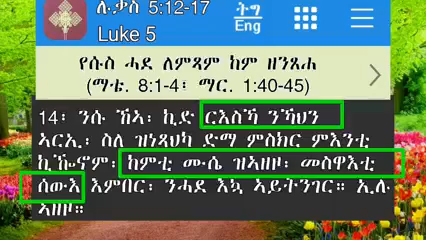 ሉቃስ 5:12-17
Luke 5
ትግ
Eng
የሱስ ሓደ ለምጻም ከም ዘንጸሐ
(ማቴ. 8:1-4፤ ማር. 1:40-45)
14፤ ንሱ ኸኣ፡ ኪድ ርእስኻ ንኻህን
ኣርኢ፡ ስለ ዝነጻህካ ድማ ምስክር ምእንቲ
ኪዀኖም፡ ከምቲ ሙሴ ዝኣዘዞ፡ መስዋእቲ
ሰውእ እምበር፡ ንሓደ እኳ ኣይትንገር። ኢሉ
ኣዘዞ።